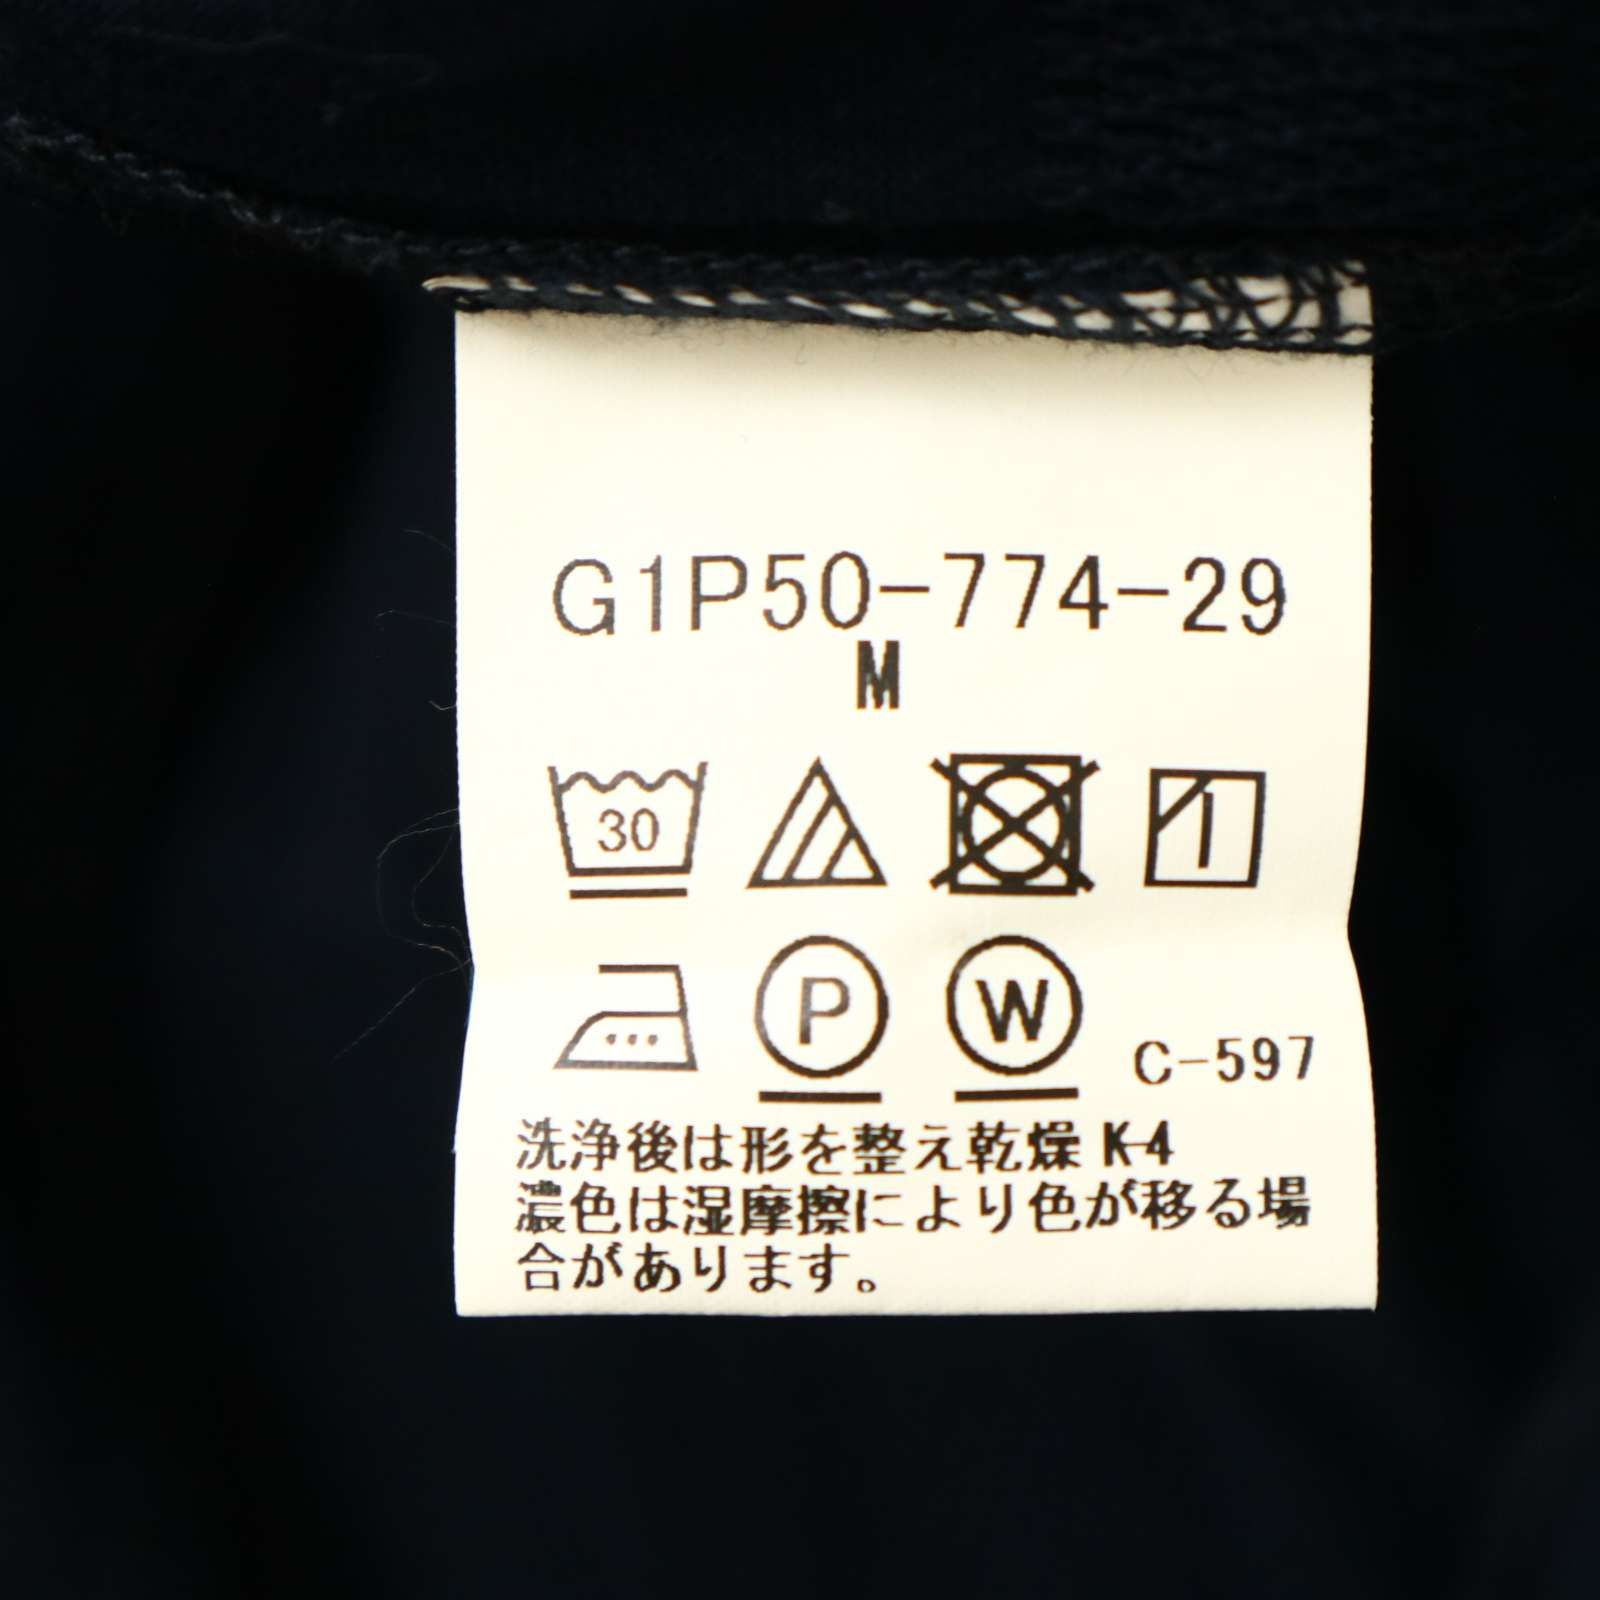 G1P50-774-29
M
30
P W C-597
洗浄後は形を整え乾燥 K-4
濃色は湿摩擦により色が移る場
合があります。